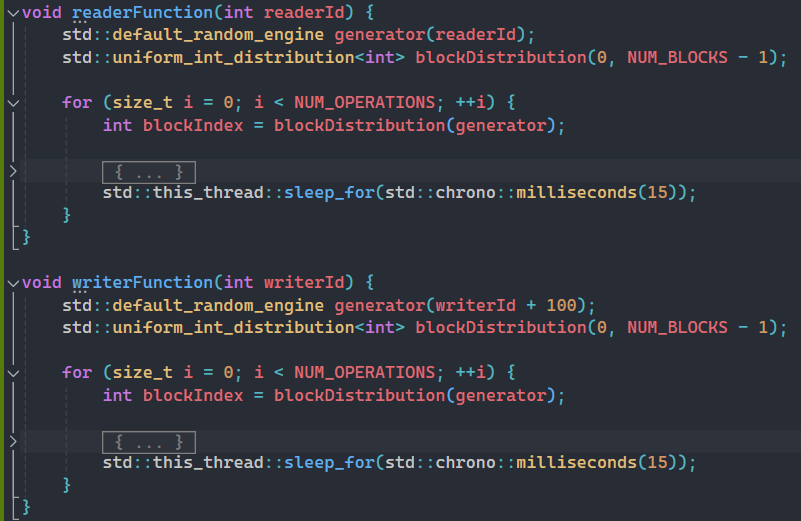 void readerFunction(int readerId) {
std::default_random_engine generator(readerId);
std::uniform_int_distribution<int> blockDistribution(0, NUM_BLOCKS - 1);
for (size_t i = 0; i < NUM_OPERATIONS; ++i) {
int blockIndex = blockDistribution(generator);
{ ... }
std::this_thread::sleep_for(std::chrono::milliseconds(15));
}
}
void writerFunction(int writerId) {
std::default_random_engine generator(writerId + 100);
std::uniform_int_distribution<int> blockDistribution(0, NUM_BLOCKS - 1);
for (size_t i = 0; i < NUM_OPERATIONS; ++i) {
int blockIndex = blockDistribution(generator);
{ ... }
std::this_thread::sleep_for(std::chrono::milliseconds(15));
}
}